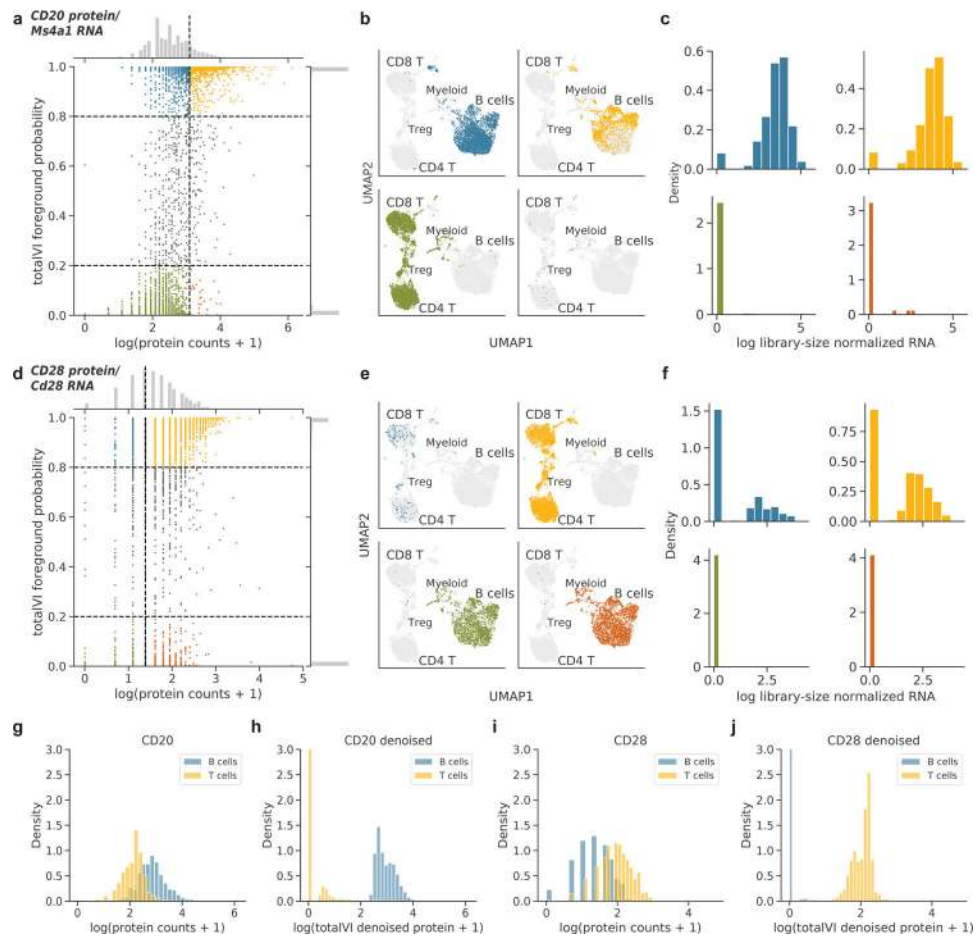 a CD20 protein/
Ms4a1 RNA
totalVI foreground probability
1.0
0.8
0.6
0.4
0.2
0.0
0 2 4 6
log(protein counts + 1)
b
CD8 T
Myeloid
B cells
Treg
CD4 T
CD8 T
Myeloid
B cells
Treg
CD4 T
UMAP2
CD8 T
Myeloid
B cells
Treg
CD4 T
CD8 T
Myeloid
B cells
Treg
CD4 T
UMAP1
c
0.6
0.4
0.2
0.0
0.4
0.2
0.0
Density
2
1
0
0 5
3
2
1
0
0 5
log library-size normalized RNA
d CD28 protein/
Cd28 RNA
totalVI foreground probability
1.0
0.8
0.6
0.4
0.2
0.0
0 1 2 3 4 5
log(protein counts + 1)
e
CD8 T
Myeloid
B cells
Treg
CD4 T
CD8 T
Myeloid
B cells
Treg
CD4 T
UMAP2
CD8 T
Myeloid
B cells
Treg
CD4 T
CD8 T
Myeloid
B cells
Treg
CD4 T
UMAP1
f
1.5
1.0
0.5
0.0
0.75
0.50
0.25
0.00
Density
4
2
0
0.0 2.5
4
2
0
0.0 2.5
log library-size normalized RNA
g
CD20
B cells
T cells
Density
3.0
2.5
2.0
1.5
1.0
0.5
0.0
0 2 4 6
log(protein counts + 1)
h
CD20 denoised
B cells
T cells
Density
3.0
2.5
2.0
1.5
1.0
0.5
0.0
0 2 4 6
log(totalVI denoised protein + 1)
i
CD28
B cells
T cells
Density
3.0
2.5
2.0
1.5
1.0
0.5
0.0
0 2 4
log(protein counts + 1)
j
CD28 denoised
B cells
T cells
Density
3.0
2.5
2.0
1.5
1.0
0.5
0.0
0 2 4
log(totalVI denoised protein + 1)